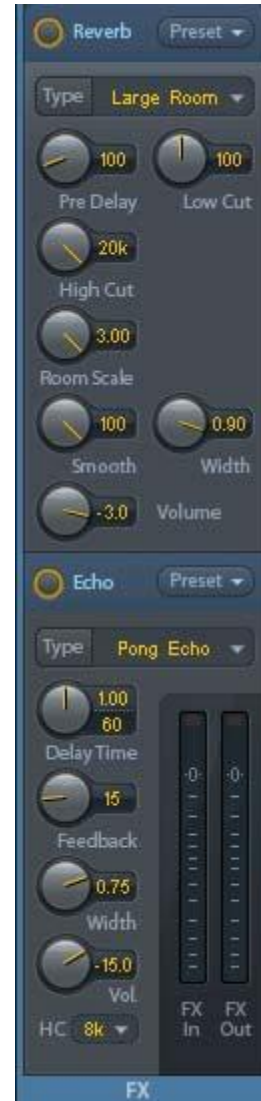 Reverb Preset
Type Large Room
100 100
Pre Delay Low Cut
20k
High Cut
3.00
Room Scale
100 0.90
Smooth Width
-3.0 Volume
Echo Preset
Type Pong Echo
1.00
60
Delay Time
-0- -0-
15
Feedback
0.75
Width
-15.0
Vol.
HC 8k
FX FX
In Out
FX